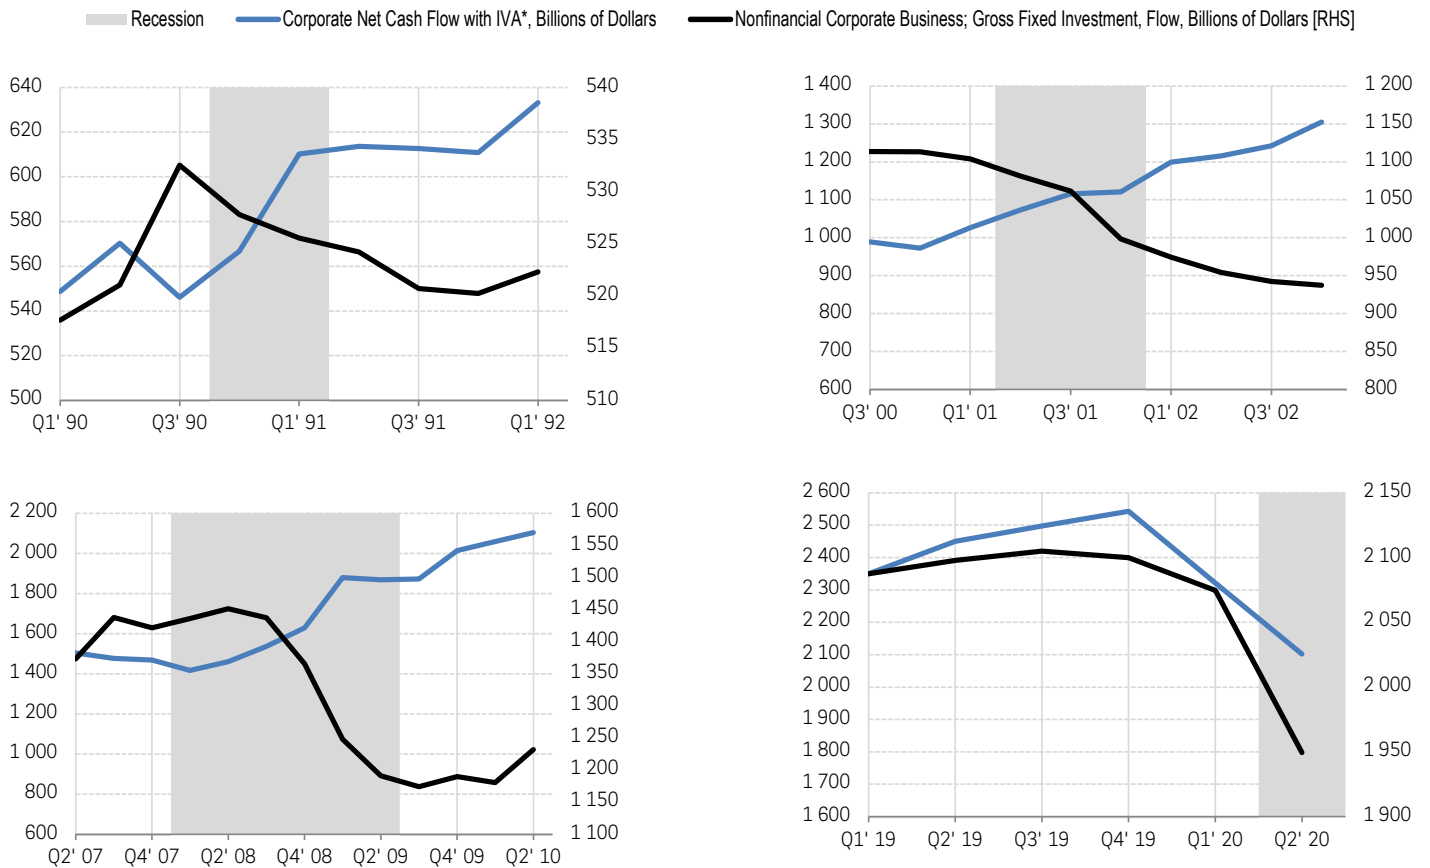 Recession Corporate Net Cash Flow with IVA*, Billions of Dollars Nonfinancial Corporate Business; Gross Fixed Investment, Flow, Billions of Dollars [RHS]
640 540
620 535
600 530
580 525
560 520
540 515
520 510
500
Q1' 90 Q3' 90 Q1' 91 Q3' 91 Q1' 92
1 400 1 200
1 300 1 150
1 200 1 100
1 100 1 050
1 000 1 000
900 950
800 900
700 850
600 800
Q3' 00 Q1' 01 Q3' 01 Q1' 02 Q3' 02
2 200 1 600
2 000 1 550
1 800 1 500
1 600 1 450
1 400 1 400
1 200 1 350
1 000 1 300
800 1 250
600 1 200
1 150
1 100
Q2' 07 Q4' 07 Q2' 08 Q4' 08 Q2' 09 Q4' 09 Q2' 10
2 600 2 150
2 500 2 100
2 400 2 050
2 300 2 000
2 200 1 950
2 100 1 900
2 000
1 900
1 800
1 700
1 600
Q1' 19 Q2' 19 Q3' 19 Q4' 19 Q1' 20 Q2' 20